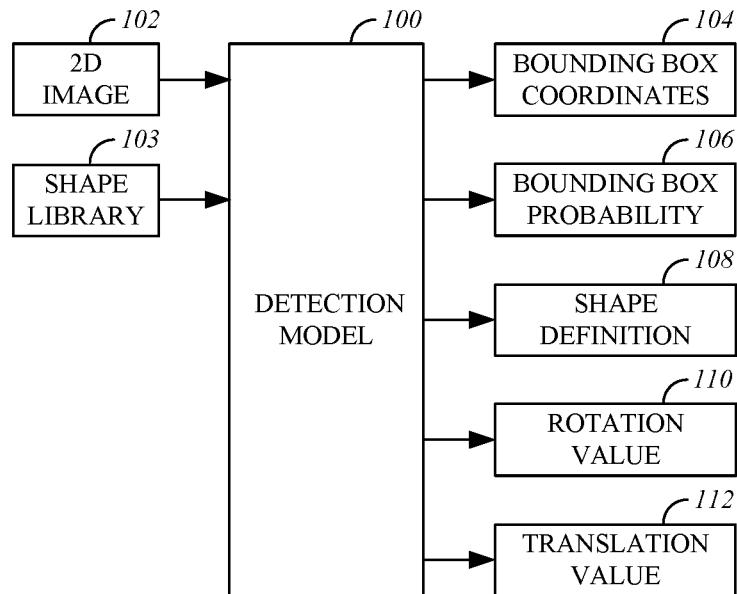 102
2D
IMAGE
103
SHAPE
LIBRARY
100
DETECTION
MODEL
104
BOUNDING BOX
COORDINATES
106
BOUNDING BOX
PROBABILITY
108
SHAPE
DEFINITION
110
ROTATION
VALUE
112
TRANSLATION
VALUE